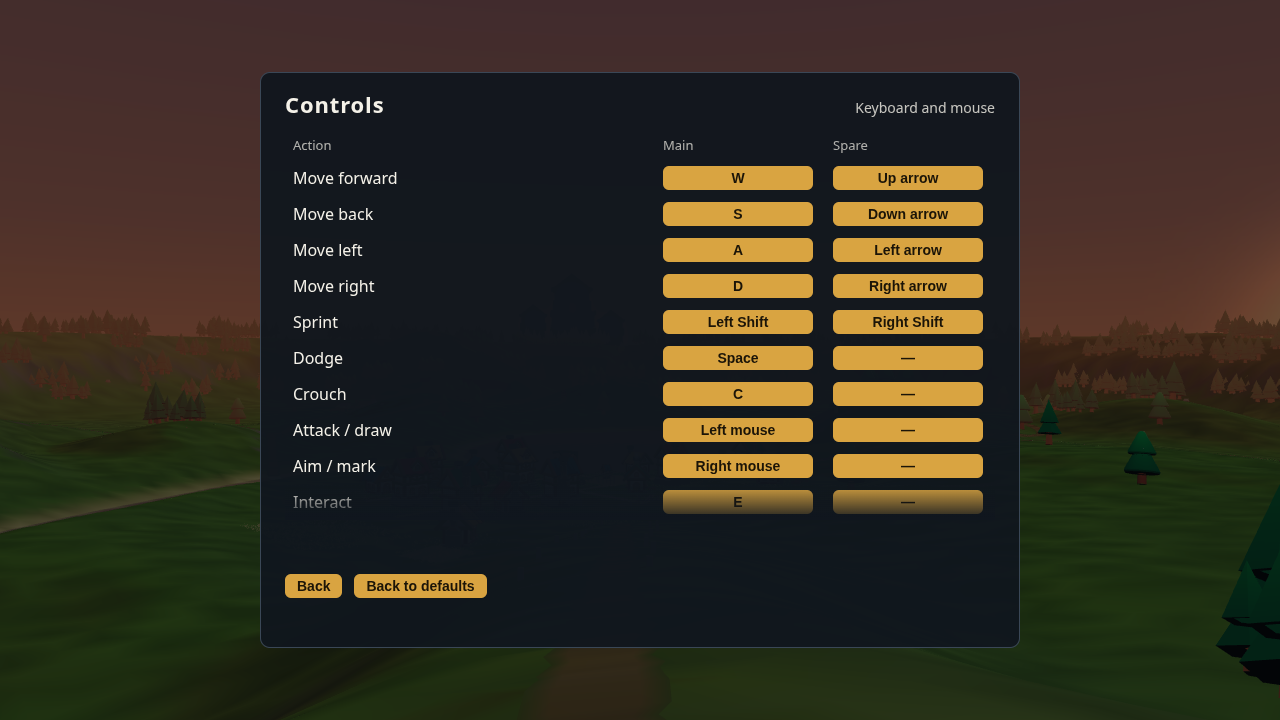 Controls Keyboard and mouse
Action Main Spare
Move forward W Up arrow
Move back S Down arrow
Move left A Left arrow
Move right D Right arrow
Sprint Left Shift Right Shift
Dodge Space —
Crouch C —
Attack / draw Left mouse —
Aim / mark Right mouse —
Interact E —
Back Back to defaults